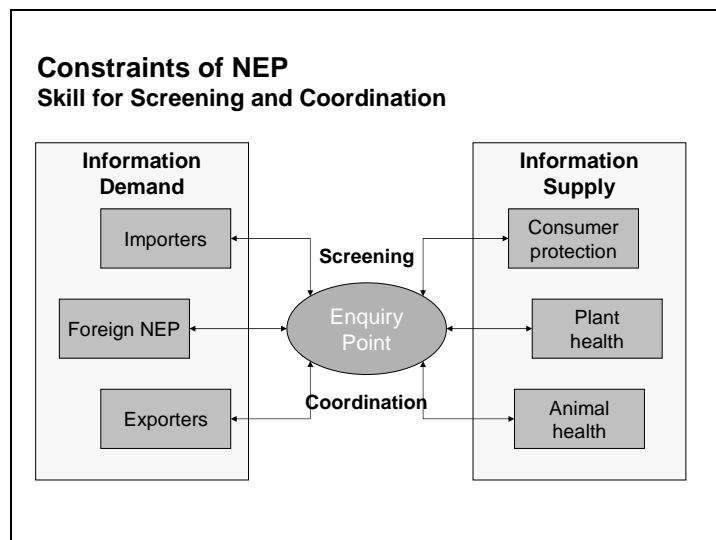 Constraints of NEP
Skill for Screening and Coordination
Information
Demand
Importers
Foreign NEP
Exporters
Screening
Enquiry
Point
Coordination
Information
Supply
Consumer
protection
Plant
health
Animal
health